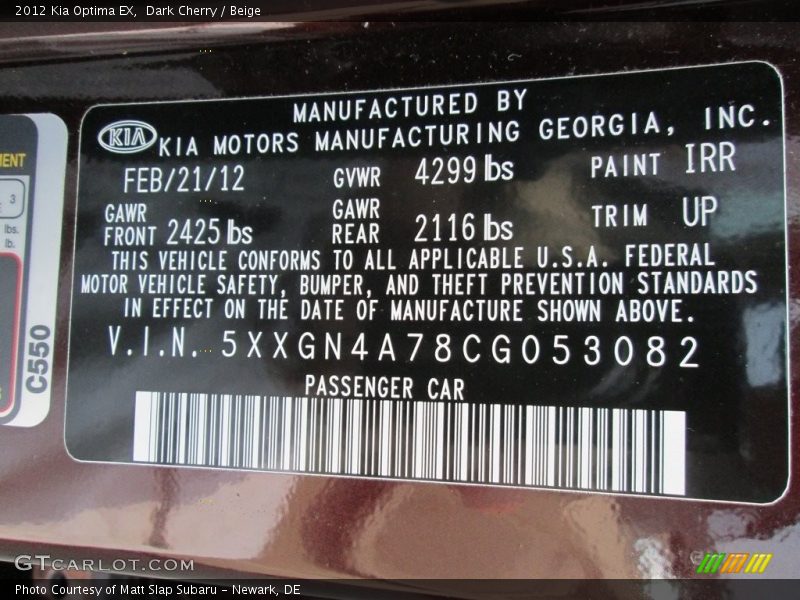 2012 Kia Optima EX, Dark Cherry / Beige
MANUFACTURED BY
KIA KIA MOTORS MANUFACTURING GEORGIA, INC.
FEB/21/12 GVWR 4299 lbs PAINT IRR
GAWR FRONT 2425 lbs GAWR REAR 2116 lbs TRIM UP
THIS VEHICLE CONFORMS TO ALL APPLICABLE U.S.A. FEDERAL
MOTOR VEHICLE SAFETY, BUMPER, AND THEFT PREVENTION STANDARDS
IN EFFECT ON THE DATE OF MANUFACTURE SHOWN ABOVE.
V.I.N. 5XXGN4A78CG053082
PASSENGER CAR
3
lbs.
lb.
C550
GTCARLOT.COM
Photo Courtesy of Matt Slap Subaru - Newark, DE